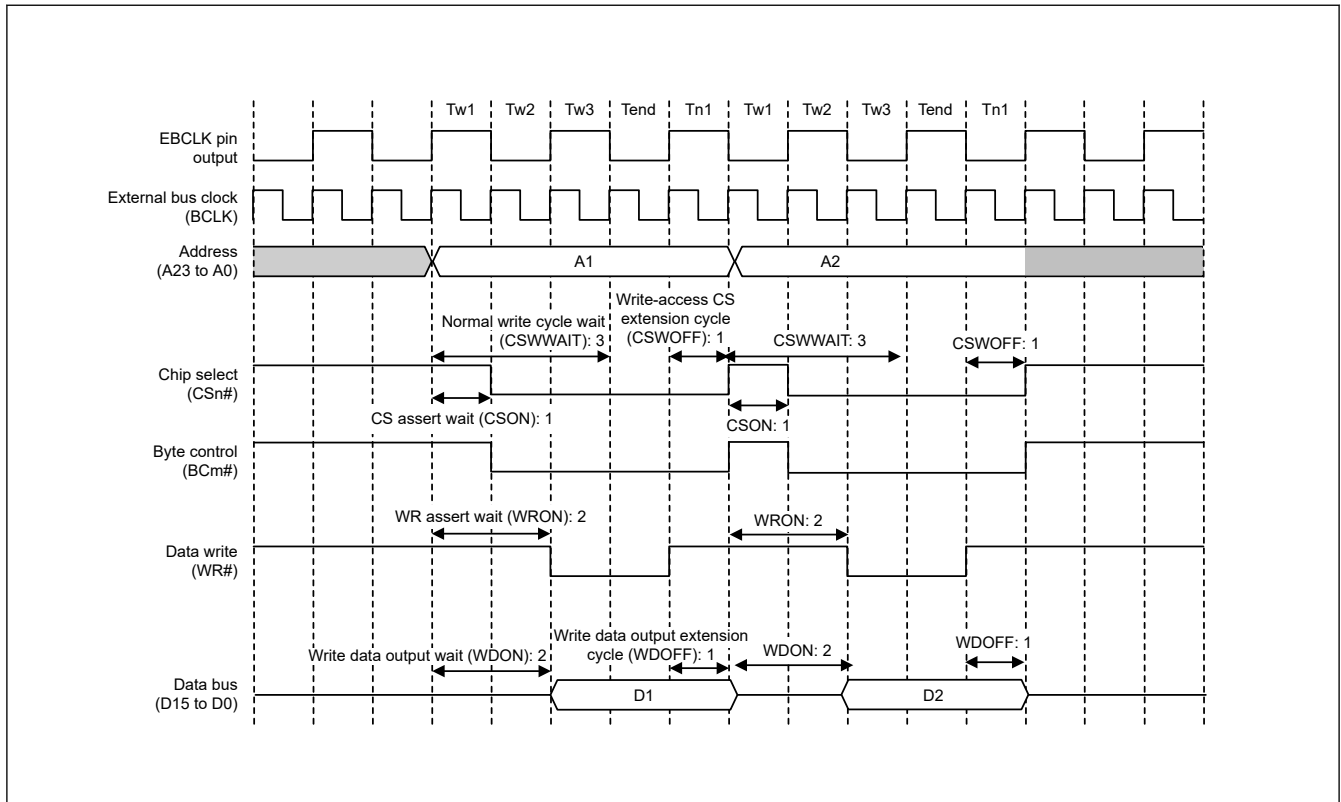 Tw1 Tw2 Tw3 Tend Tn1 Tw1 Tw2 Tw3 Tend Tn1
EBCLK pin
output
External bus clock
(BCLK)
Address
(A23 to A0)
A1
A2
Write-access CS
extension cycle
(CSWOFF): 1
Normal write cycle wait
(CSWWAIT): 3
CSWWAIT: 3
CSWOFF: 1
Chip select
(CSn#)
CS assert wait (CSON): 1
CSON: 1
Byte control
(BCm#)
WR assert wait (WRON): 2
WRON: 2
Data write
(WR#)
Write data output extension
cycle (WDOFF): 1
Write data output wait (WDON): 2
WDON: 2
WDOFF: 1
Data bus
(D15 to D0)
D1
D2